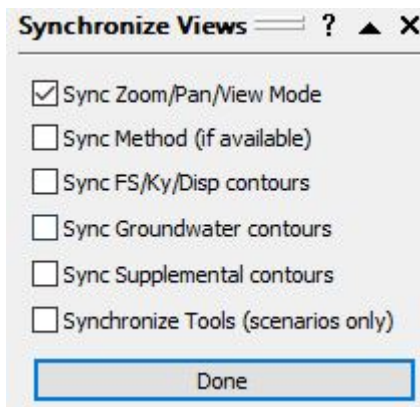 Synchronize Views ? ▲ X
Sync Zoom/Pan/View Mode
Sync Method (if available)
Sync FS/Ky/Disp contours
Sync Groundwater contours
Sync Supplemental contours
Synchronize Tools (scenarios only)
Done